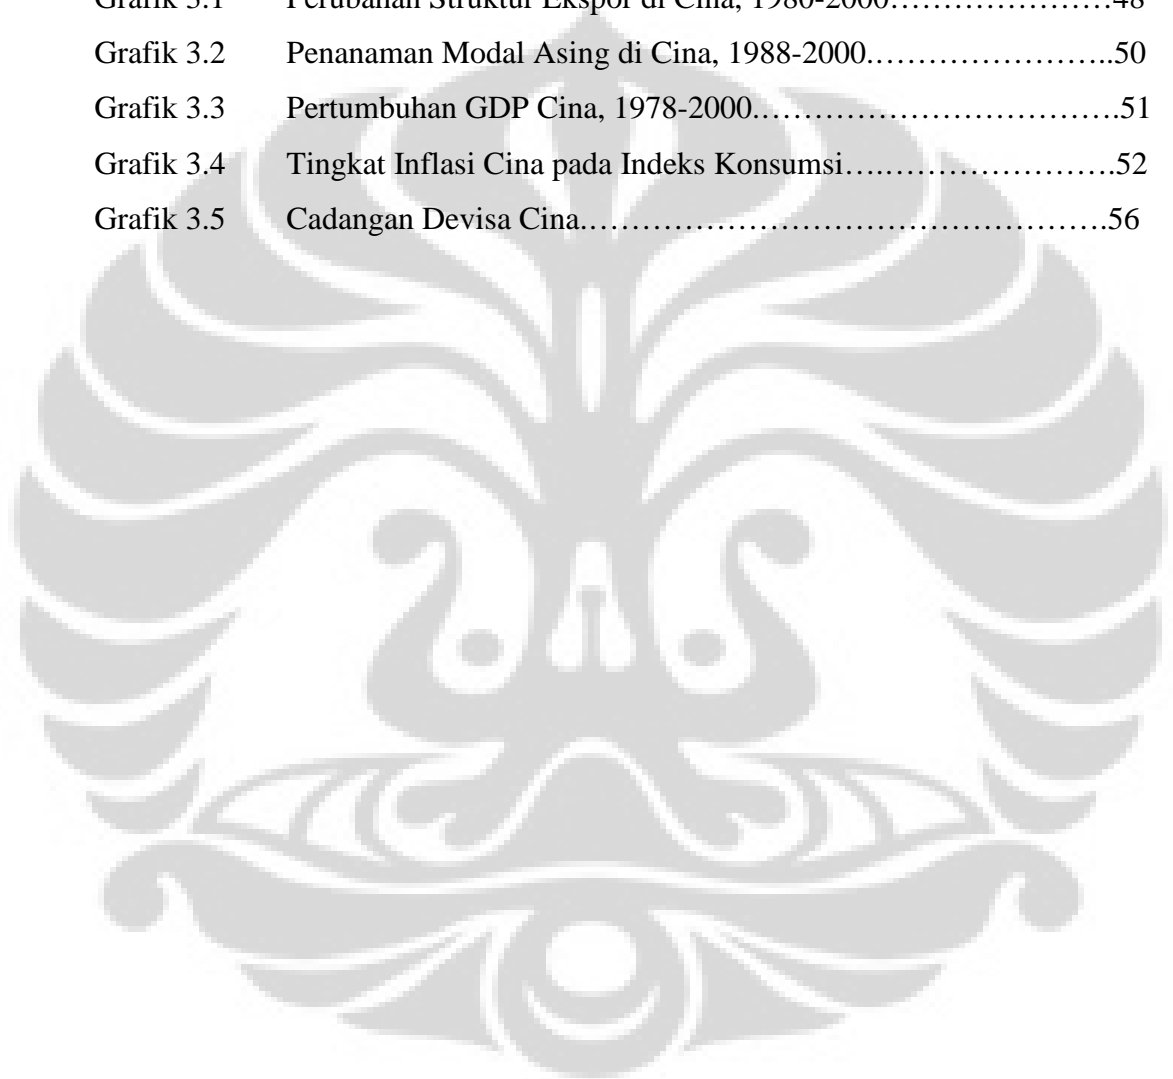 Grafik 3.1 Perubahan Struktur Ekspor di Cina, 1980-2000…………………48
Grafik 3.2 Penanaman Modal Asing di Cina, 1988-2000.…………………..50
Grafik 3.3 Pertumbuhan GDP Cina, 1978-2000.…………………………….51
Grafik 3.4 Tingkat Inflasi Cina pada Indeks Konsumsi….………………….52
Grafik 3.5 Cadangan Devisa Cina.………………………………………….56